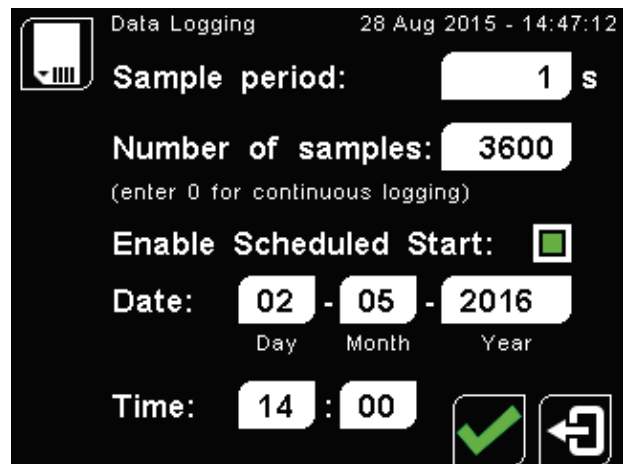 Data Logging 28 Aug 2015 - 14:47:12
Sample period: 1 s
Number of samples: 3600
(enter 0 for continuous logging)
Enable Scheduled Start:
Date: 02 - 05 - 2016
Day Month Year
Time: 14 : 00